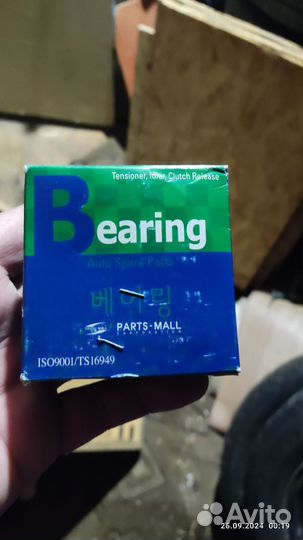 Tensioner, Idler, Clutch Release
Bearing
Auto Spare Parts
베어링
PARTS-MALL
CORPORATION
ISO9001/TS16949
Avito
26.09.2024 00:19